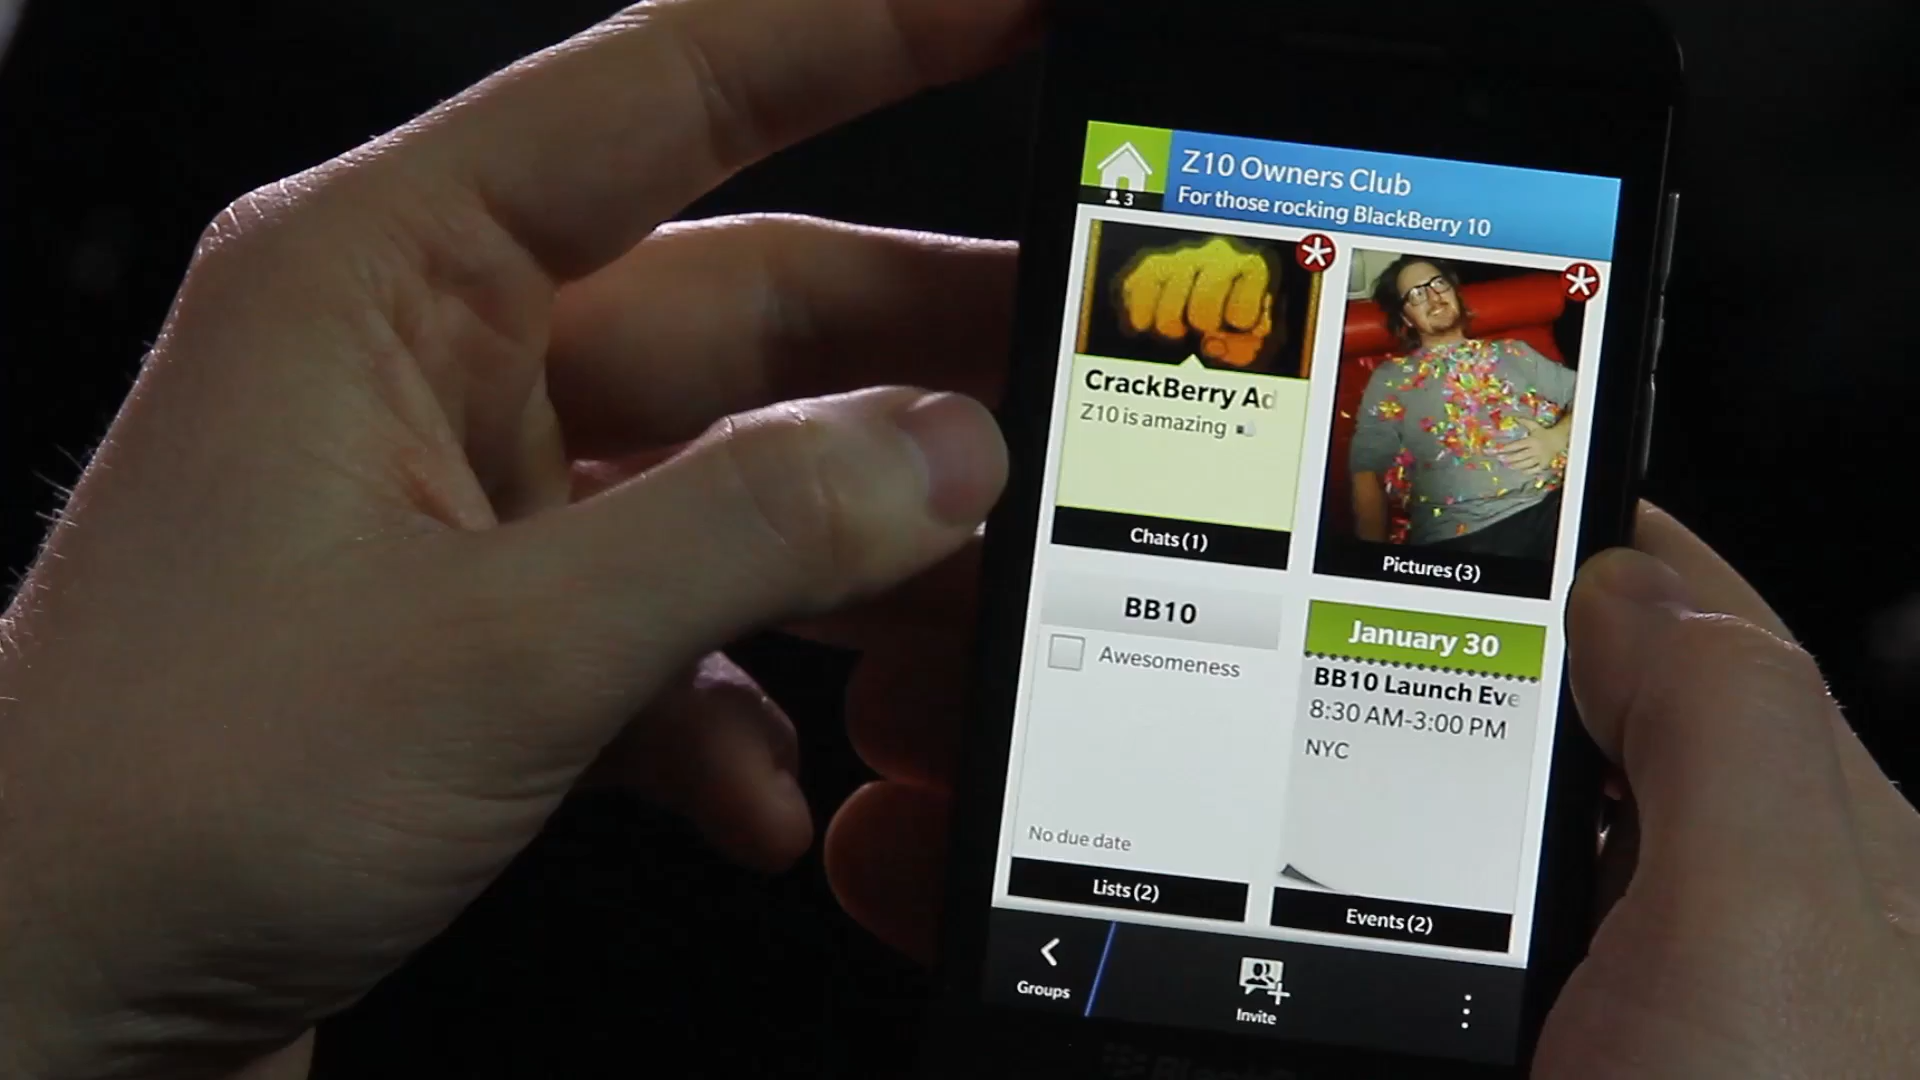 Z10 Owners Club
For those rocking BlackBerry 10
3
CrackBerry Ad
Z10 is amazing
Chats (1)
Pictures (3)
BB10
Awesomeness
No due date
Lists (2)
January 30
BB10 Launch Eve
8:30 AM-3:00 PM
NYC
Events (2)
Groups
Invite